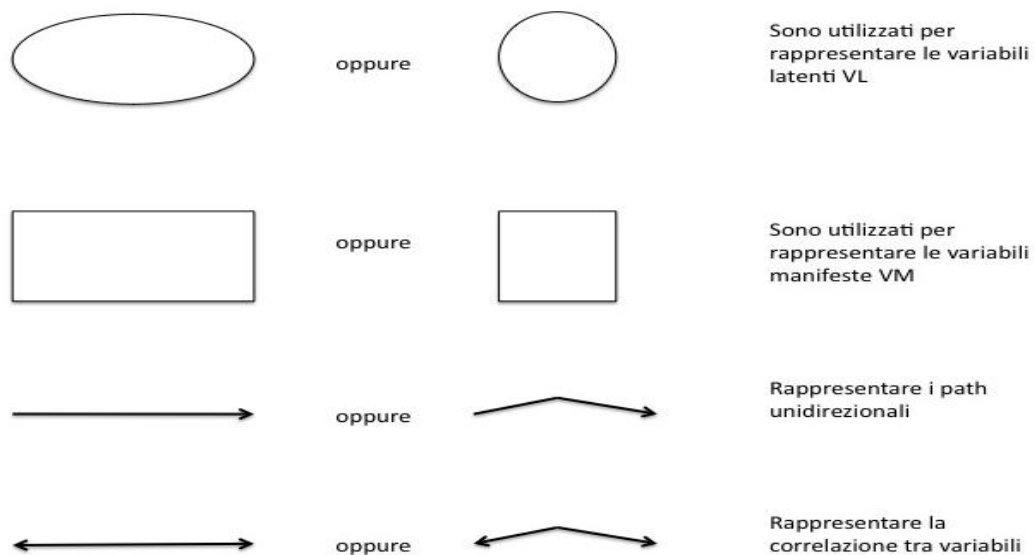 oppure
Sono utilizzati per
rappresentare le variabili
latenti VL
oppure
Sono utilizzati per
rappresentare le variabili
manifeste VM
oppure
Rappresentare i path
unidirezionali
oppure
Rappresentare la
correlazione tra variabili